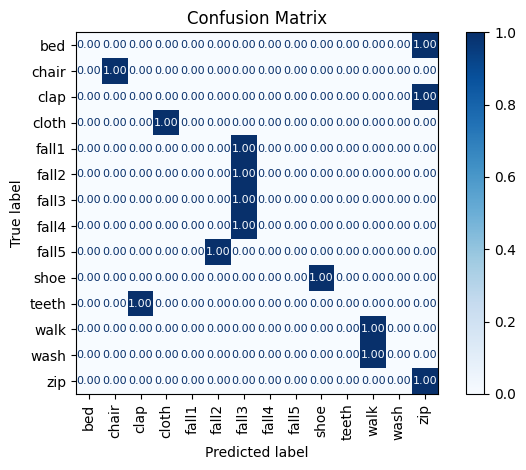 Confusion Matrix
True label
bed 0.00 0.00 0.00 0.00 0.00 0.00 0.00 0.00 0.00 0.00 0.00 0.00 0.00 1.00
chair 0.00 1.00 0.00 0.00 0.00 0.00 0.00 0.00 0.00 0.00 0.00 0.00 0.00 0.00
clap 0.00 0.00 0.00 0.00 0.00 0.00 0.00 0.00 0.00 0.00 0.00 0.00 0.00 1.00
cloth 0.00 0.00 0.00 1.00 0.00 0.00 0.00 0.00 0.00 0.00 0.00 0.00 0.00 0.00
fall1 0.00 0.00 0.00 0.00 0.00 0.00 1.00 0.00 0.00 0.00 0.00 0.00 0.00 0.00
fall2 0.00 0.00 0.00 0.00 0.00 0.00 1.00 0.00 0.00 0.00 0.00 0.00 0.00 0.00
fall3 0.00 0.00 0.00 0.00 0.00 0.00 1.00 0.00 0.00 0.00 0.00 0.00 0.00 0.00
fall4 0.00 0.00 0.00 0.00 0.00 0.00 1.00 0.00 0.00 0.00 0.00 0.00 0.00 0.00
fall5 0.00 0.00 0.00 0.00 0.00 1.00 0.00 0.00 0.00 0.00 0.00 0.00 0.00 0.00
shoe 0.00 0.00 0.00 0.00 0.00 0.00 0.00 0.00 0.00 1.00 0.00 0.00 0.00 0.00
teeth 0.00 0.00 1.00 0.00 0.00 0.00 0.00 0.00 0.00 0.00 0.00 0.00 0.00 0.00
walk 0.00 0.00 0.00 0.00 0.00 0.00 0.00 0.00 0.00 0.00 0.00 1.00 0.00 0.00
wash 0.00 0.00 0.00 0.00 0.00 0.00 0.00 0.00 0.00 0.00 0.00 1.00 0.00 0.00
zip 0.00 0.00 0.00 0.00 0.00 0.00 0.00 0.00 0.00 0.00 0.00 0.00 0.00 1.00
bed chair clap cloth fall1 fall2 fall3 fall4 fall5 shoe teeth walk wash zip
Predicted label
1.0
0.8
0.6
0.4
0.2
0.0